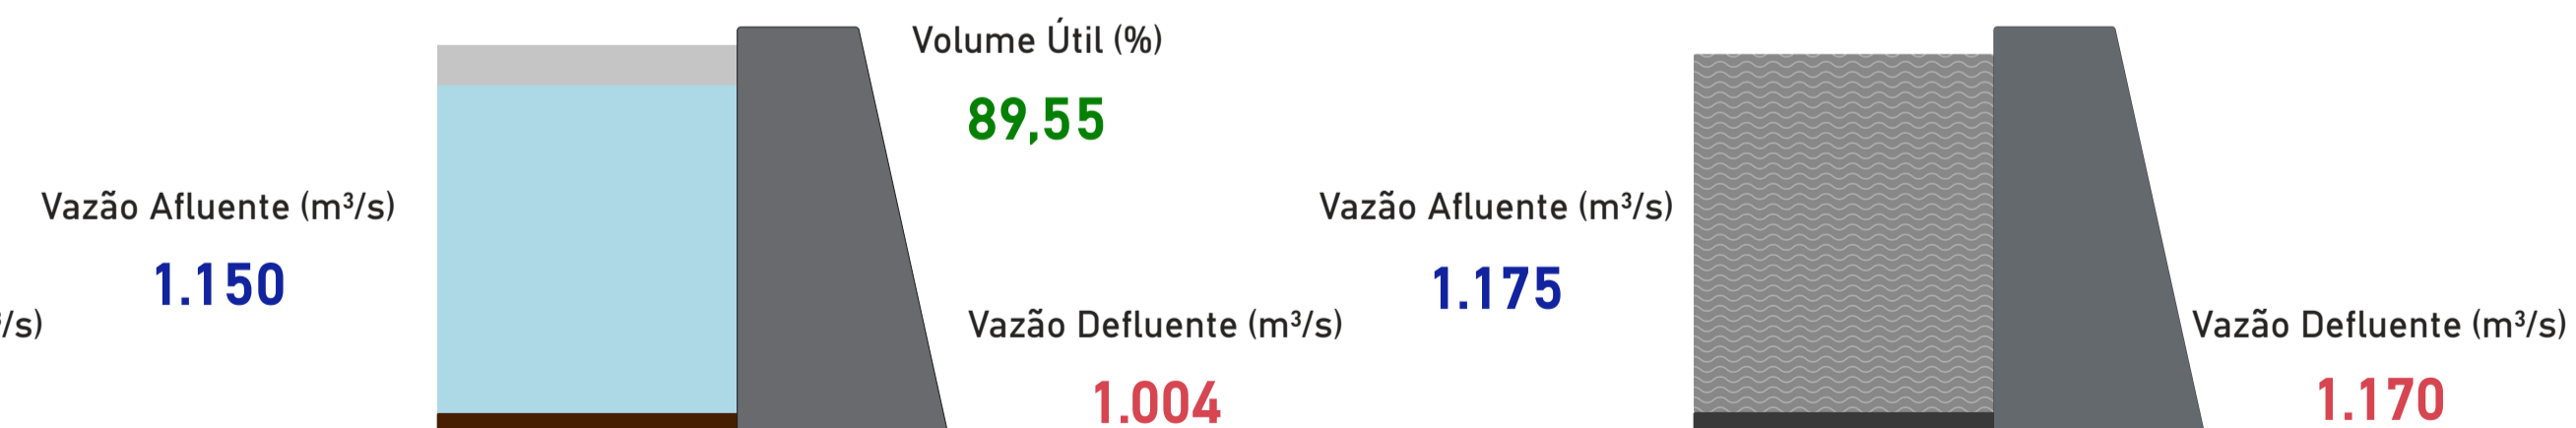 Volume Útil (%)
89,55
Vazão Afluente (m³/s)
1.150
Vazão Defluente (m³/s)
1.004
Vazão Afluente (m³/s)
1.175
Vazão Defluente (m³/s)
1.170
/s)